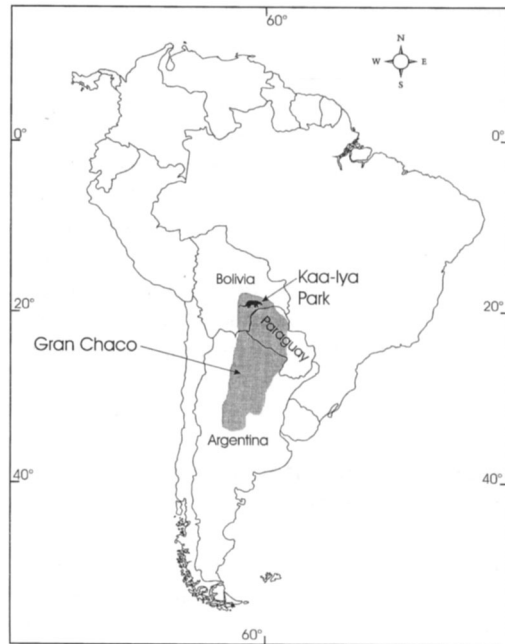 60°
N
W E
S
0° 0°
Bolivia
Kaa-Iya
Park
20° 20°
Paraguay
Gran Chaco
Argentina
40° 40°
60°